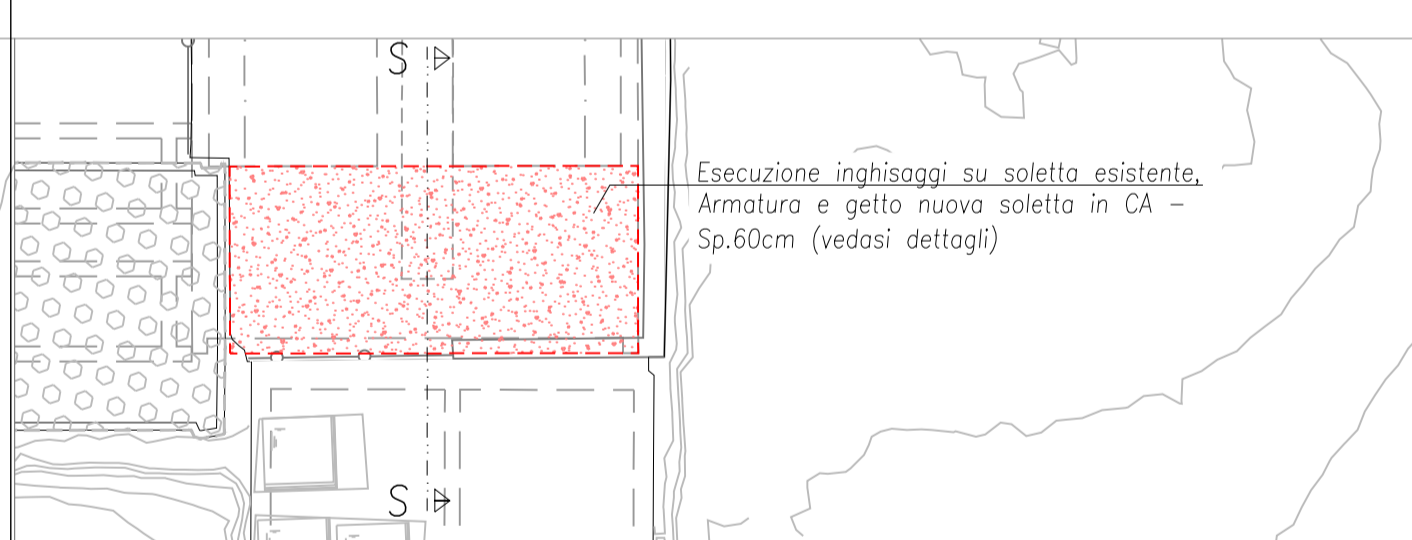 S
Esecuzione inghisaggi su soletta esistente,
Armatura e getto nuova soletta in CA –
Sp.60cm (vedasi dettagli)
S